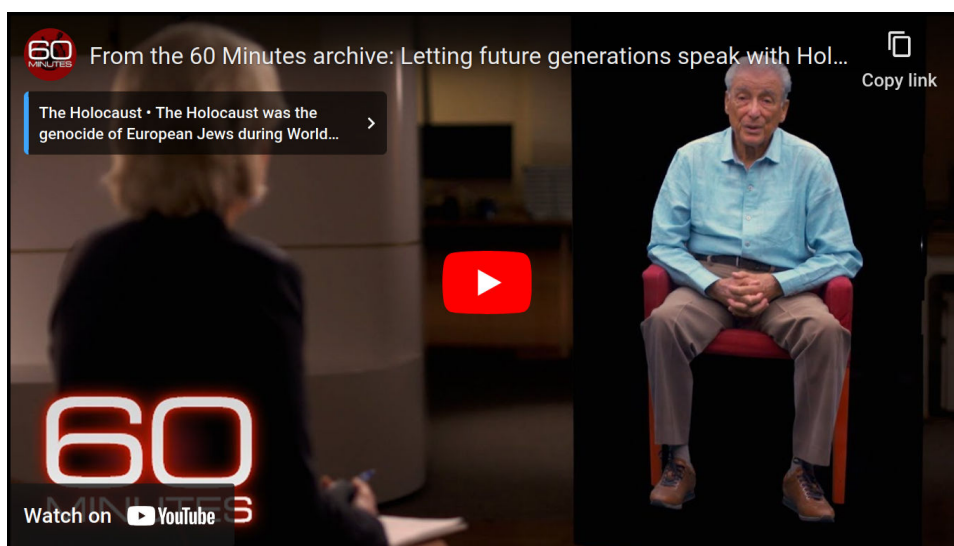 60
MINUTES
From the 60 Minutes archive: Letting future generations speak with Hol...
Copy link
The Holocaust • The Holocaust was the
genocide of European Jews during World...
60
MINUTES
Watch on YouTube